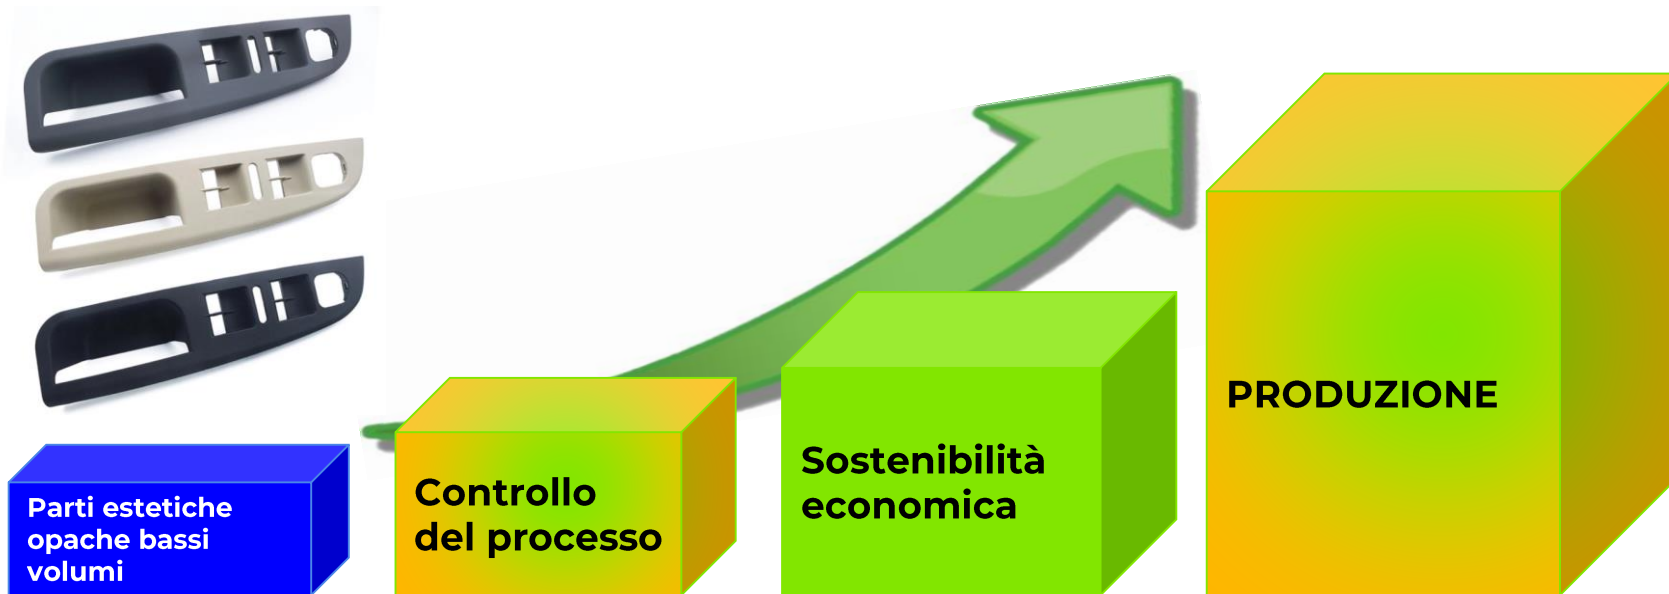 Parti estetiche
opache bassi
volumi
Controllo
del processo
Sostenibilità
economica
PRODUZIONE